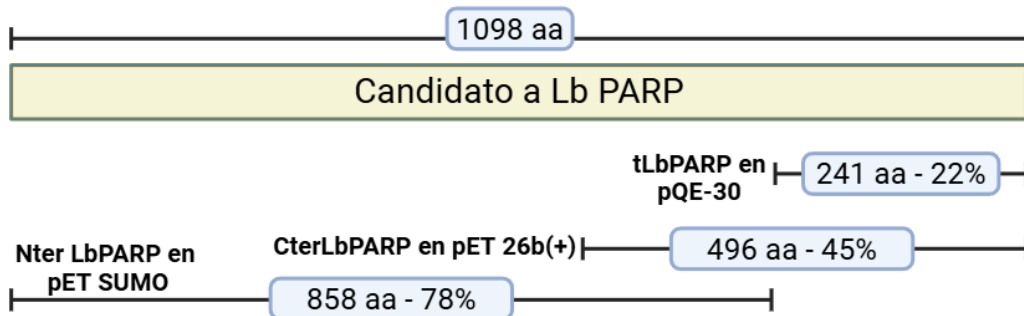 1098 aa
Candidato a Lb PARP
tLbPARP en
pQE-30
241 aa - 22%
CterLbPARP en pET 26b(+)
496 aa - 45%
Nter LbPARP en
pET SUMO
858 aa - 78%